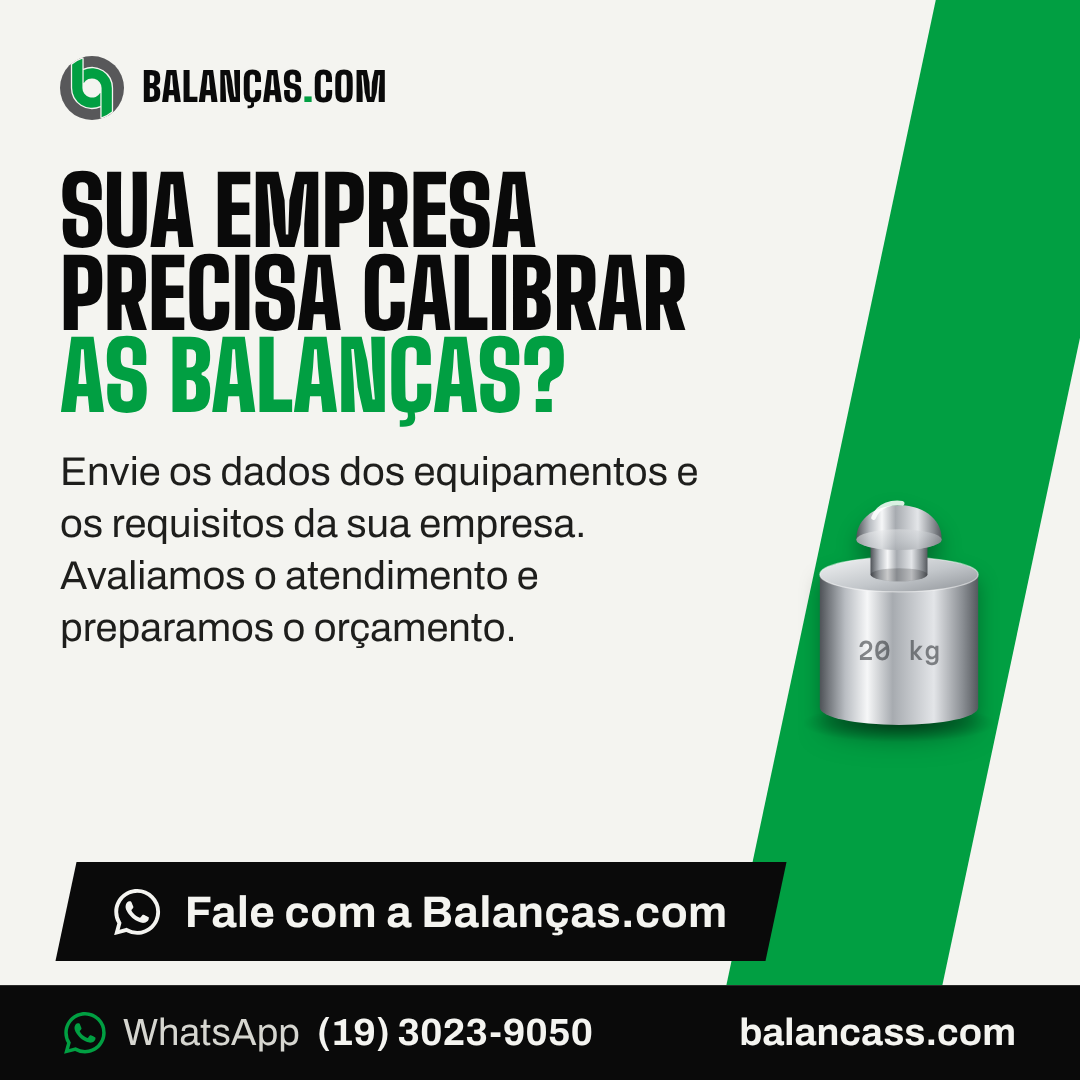 BALANÇAS.COM
SUA EMPRESA
PRECISA CALIBRAR
AS BALANÇAS?
Envie os dados dos equipamentos e
os requisitos da sua empresa.
Avaliamos o atendimento e
preparamos o orçamento.
20 kg
Fale com a Balanças.com
WhatsApp (19) 3023-9050
balancass.com